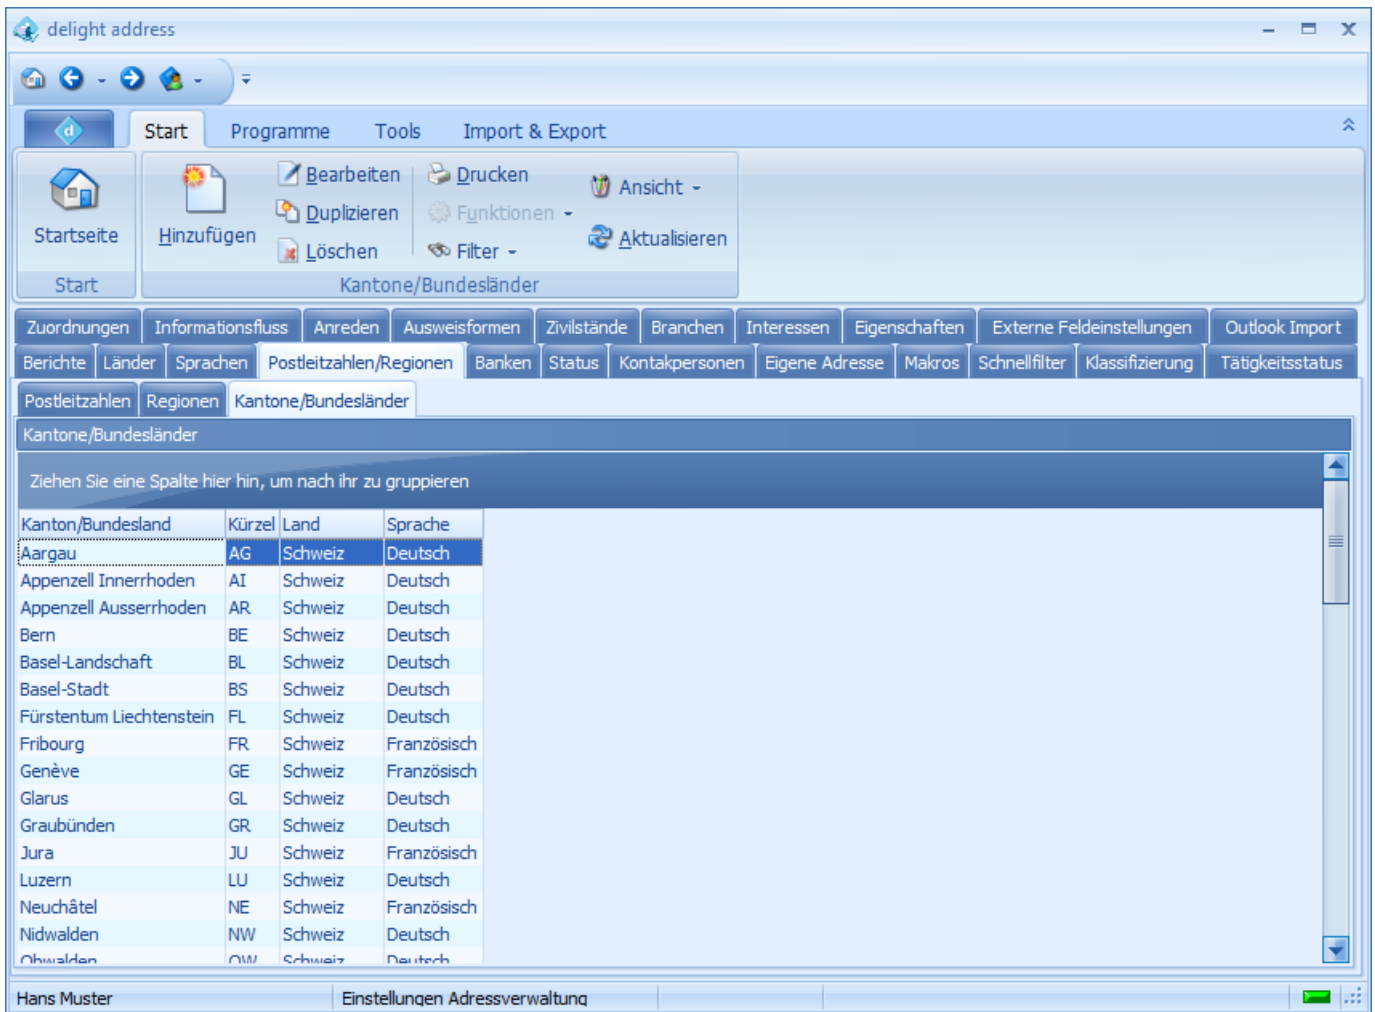 delight address
Start Programme Tools Import & Export
Startseite
Hinzufügen
Bearbeiten
Duplizieren
Löschen
Drucken
Funktionen
Filter
Ansicht
Aktualisieren
Start
Kantone/Bundesländer
Zuordnungen Informationsfluss Anreden Ausweisformen Zivilstände Branchen Interessen Eigenschaften Externe Feldeinstellungen Outlook Import
Berichte Länder Sprachen Postleitzahlen/Regionen Banken Status Kontakpersonen Eigene Adresse Makros Schnellfilter Klassifizierung Tätigkeitsstatus
Postleitzahlen Regionen Kantone/Bundesländer
Kantone/Bundesländer
Ziehen Sie eine Spalte hier hin, um nach ihr zu gruppieren
Kanton/Bundesland Kürzel Land Sprache
Aargau AG Schweiz Deutsch
Appenzell Innerrhoden AI Schweiz Deutsch
Appenzell Ausserrhoden AR Schweiz Deutsch
Bern BE Schweiz Deutsch
Basel-Landschaft BL Schweiz Deutsch
Basel-Stadt BS Schweiz Deutsch
Fürstentum Liechtenstein FL Schweiz Deutsch
Fribourg FR Schweiz Französisch
Genève GE Schweiz Französisch
Glarus GL Schweiz Deutsch
Graubünden GR Schweiz Deutsch
Jura JU Schweiz Französisch
Luzern LU Schweiz Deutsch
Neuchâtel NE Schweiz Französisch
Nidwalden NW Schweiz Deutsch
Obwalden OW Schweiz Deutsch
Hans Muster Einstellungen Adressverwaltung